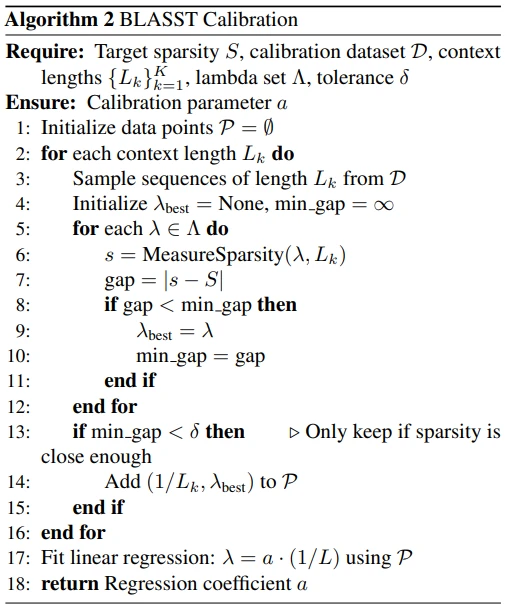 Algorithm 2 BLASST Calibration
Require: Target sparsity S, calibration dataset 𝒟, context
lengths {L_k}_{k=1}^K, lambda set Λ, tolerance δ
Ensure: Calibration parameter a
1: Initialize data points 𝒫 = ∅
2: for each context length L_k do
3: Sample sequences of length L_k from 𝒟
4: Initialize λ_best = None, min_gap = ∞
5: for each λ ∈ Λ do
6: s = MeasureSparsity(λ, L_k)
7: gap = |s − S|
8: if gap < min_gap then
9: λ_best = λ
10: min_gap = gap
11: end if
12: end for
13: if min_gap < δ then ▷ Only keep if sparsity is
close enough
14: Add (1/L_k, λ_best) to 𝒫
15: end if
16: end for
17: Fit linear regression: λ = a · (1/L) using 𝒫
18: return Regression coefficient a